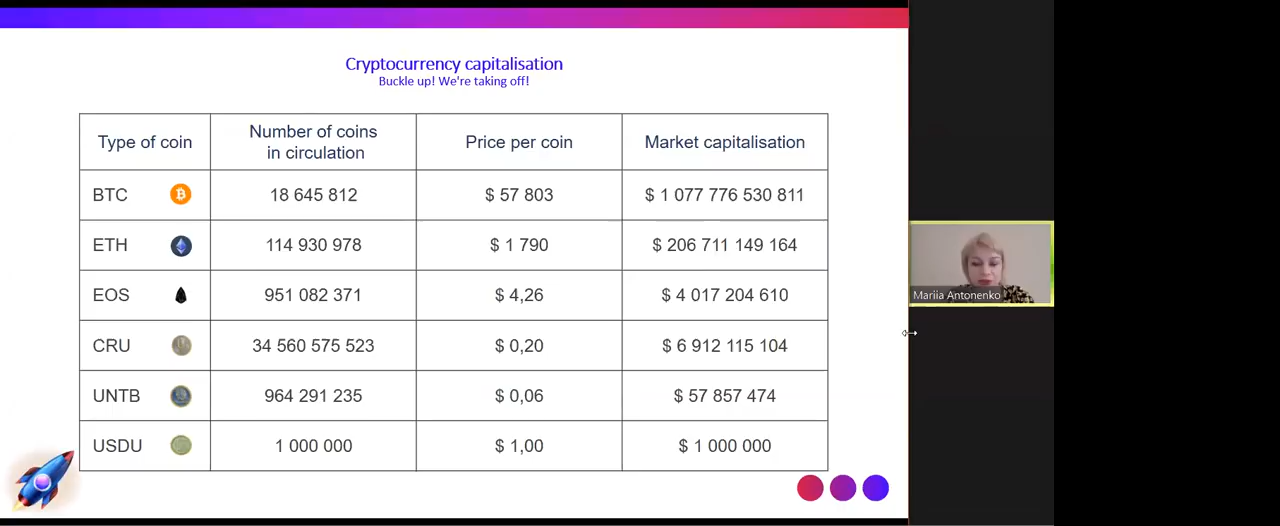 Cryptocurrency capitalisation
Buckle up! We're taking off!
Type of coin Number of coins in circulation Price per coin Market capitalisation
BTC 18 645 812 $ 57 803 $ 1 077 776 530 811
ETH 114 930 978 $ 1 790 $ 206 711 149 164
EOS 951 082 371 $ 4,26 $ 4 017 204 610
CRU 34 560 575 523 $ 0,20 $ 6 912 115 104
UNTB 964 291 235 $ 0,06 $ 57 857 474
USDU 1 000 000 $ 1,00 $ 1 000 000
Mariia Antonenko